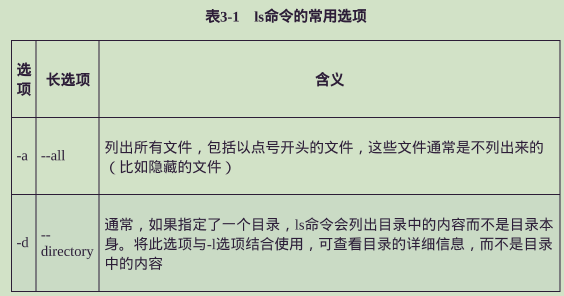 表3-1 ls命令的常用选项
选项
长选项
含义
-a
--all
列出所有文件，包括以点号开头的文件，这些文件通常是不列出来的
（比如隐藏的文件）
-d
--
directory
通常，如果指定了一个目录，ls命令会列出目录中的内容而不是目录本
身。将此选项与-l选项结合使用，可查看目录的详细信息，而不是目录
中的内容